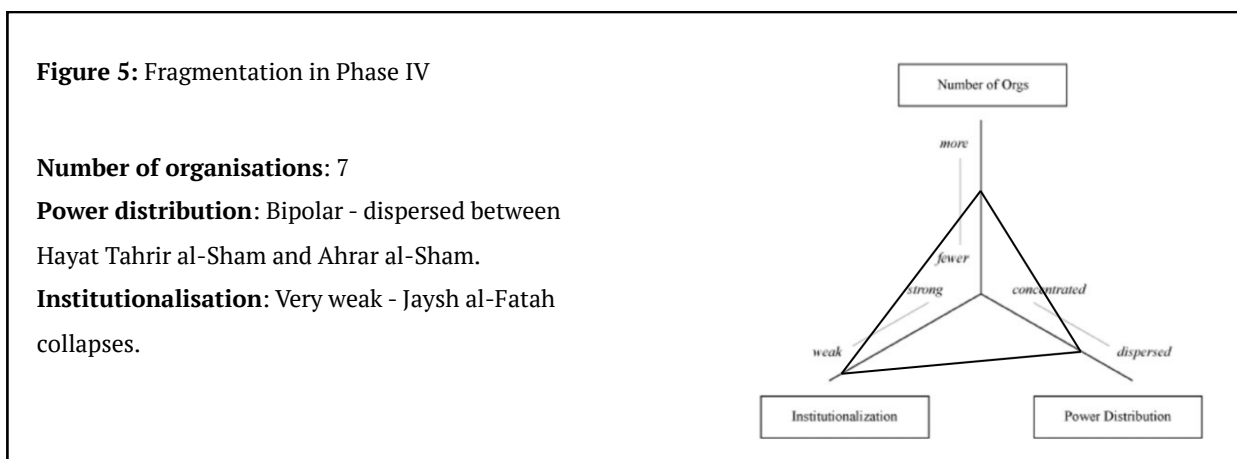 Figure 5: Fragmentation in Phase IV
Number of organisations: 7
Power distribution: Bipolar - dispersed between
Hayat Tahrir al-Sham and Ahrar al-Sham.
Institutionalisation: Very weak - Jaysh al-Fatah
collapses.
Number of Orgs
more
fewer
strong
concentrated
weak
dispersed
Institutionalization
Power Distribution